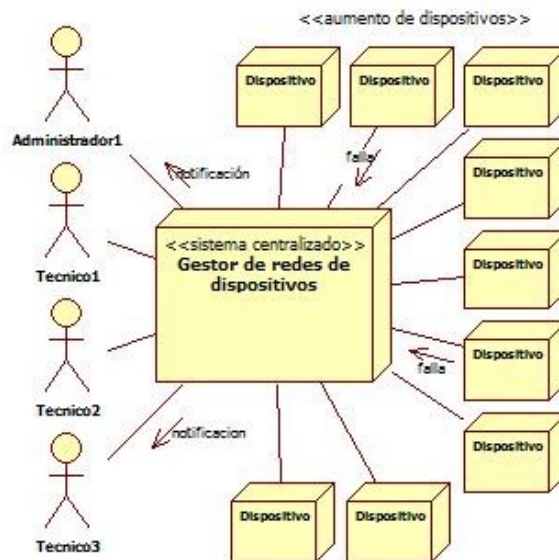 <<aumento de dispositivos>>
Dispositivo
Dispositivo
Dispositivo
Administrador1
notificación
falla
Dispositivo
Tecnico1
<<sistema centralizado>>
Gestor de redes de
dispositivos
Dispositivo
Dispositivo
falla
Tecnico2
notificacion
Dispositivo
Dispositivo
Dispositivo
Tecnico3